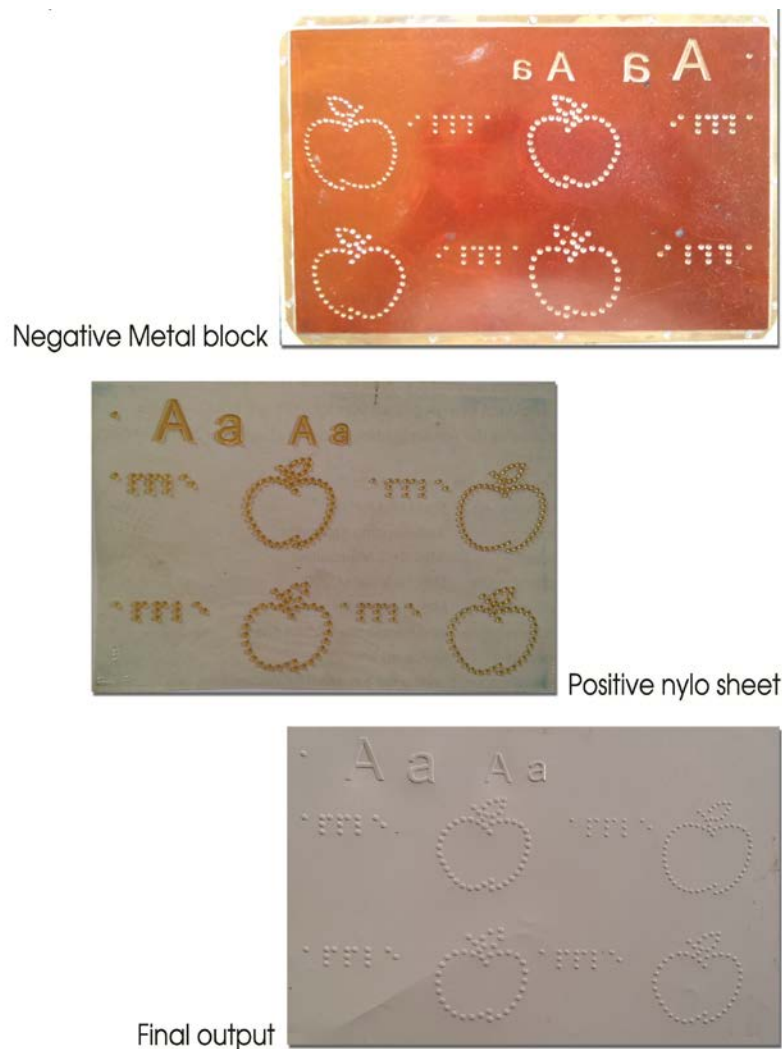 A a A a
Negative Metal block
A a A a
Positive nylo sheet
A a A a
Final output